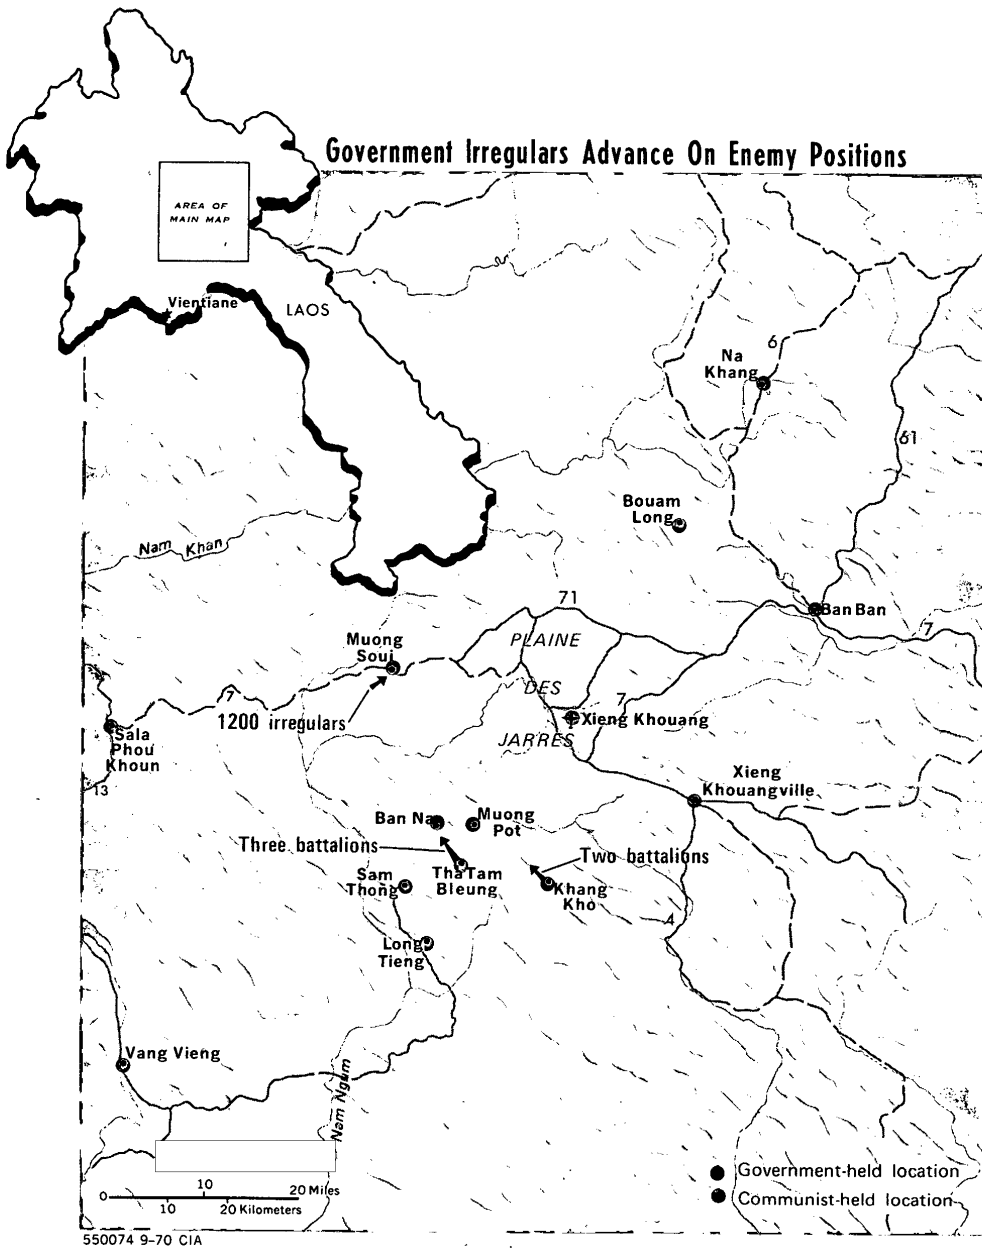 Government Irregulars Advance On Enemy Positions
AREA OF
MAIN MAP
Vientiane
LAOS
6
Na
Khang
61
Bouam
Long
Nam Khan
71
Ban Ban
7
Muong
Soui
PLAINE
DES
JARRES
7
7
1200 irregulars
Xieng Khouang
Sala
Phou
Khoun
13
Xieng
Khouangville
Ban Na
Muong
Pot
Three battalions
Two battalions
Sam
Thong
Tha Tam
Bleung
Khang
Kho
4
Long
Tieng
Vang Vieng
Nam Ngum
Government-held location
Communist-held location
0 10 20 Miles
10 20 Kilometers
550074 9-70 CIA